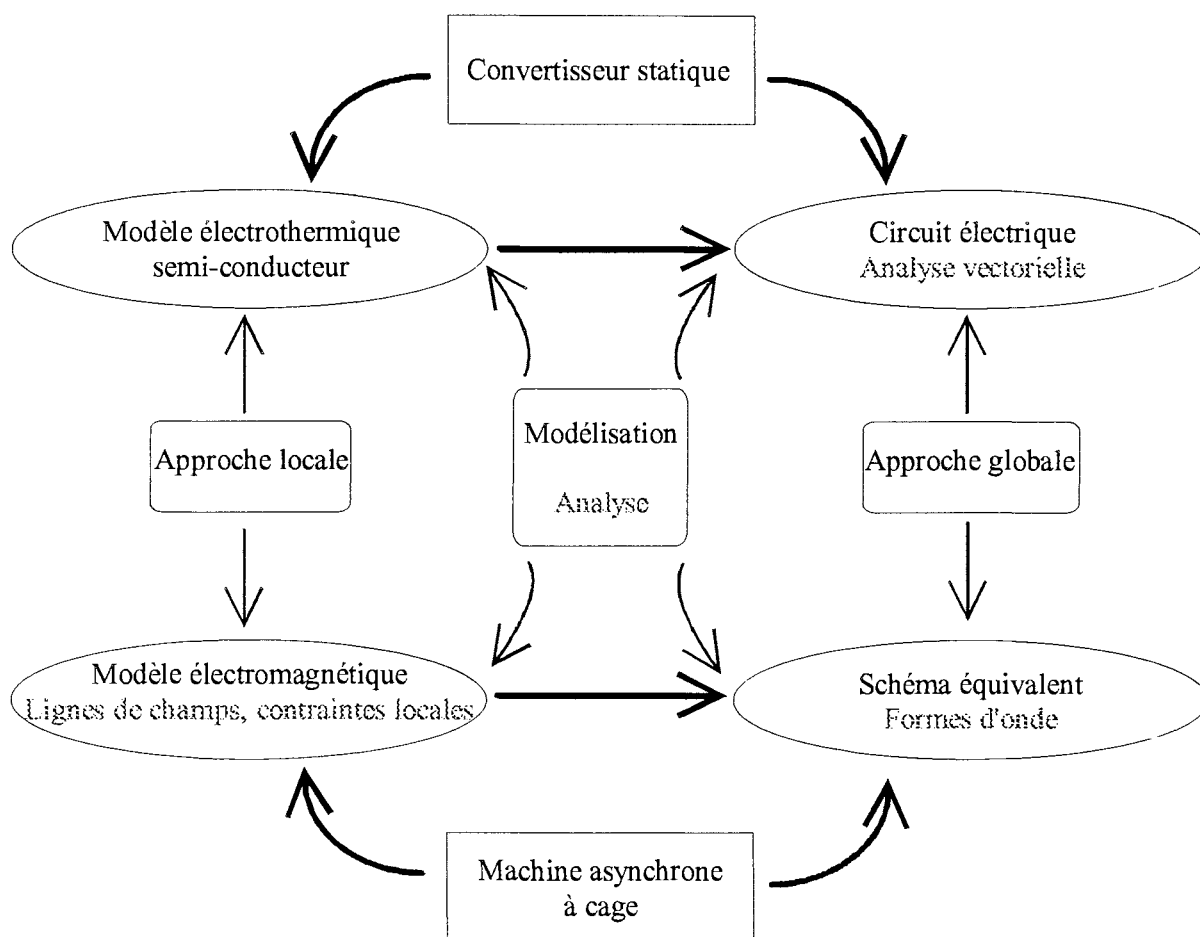 Convertisseur statique
Modèle électrothermique
semi-conducteur
Circuit électrique
Analyse vectorielle
Approche locale
Modélisation
Analyse
Approche globale
Modèle électromagnétique
Lignes de champs, contraintes locales
Schéma équivalent
Formes d'onde
Machine asynchrone
à cage